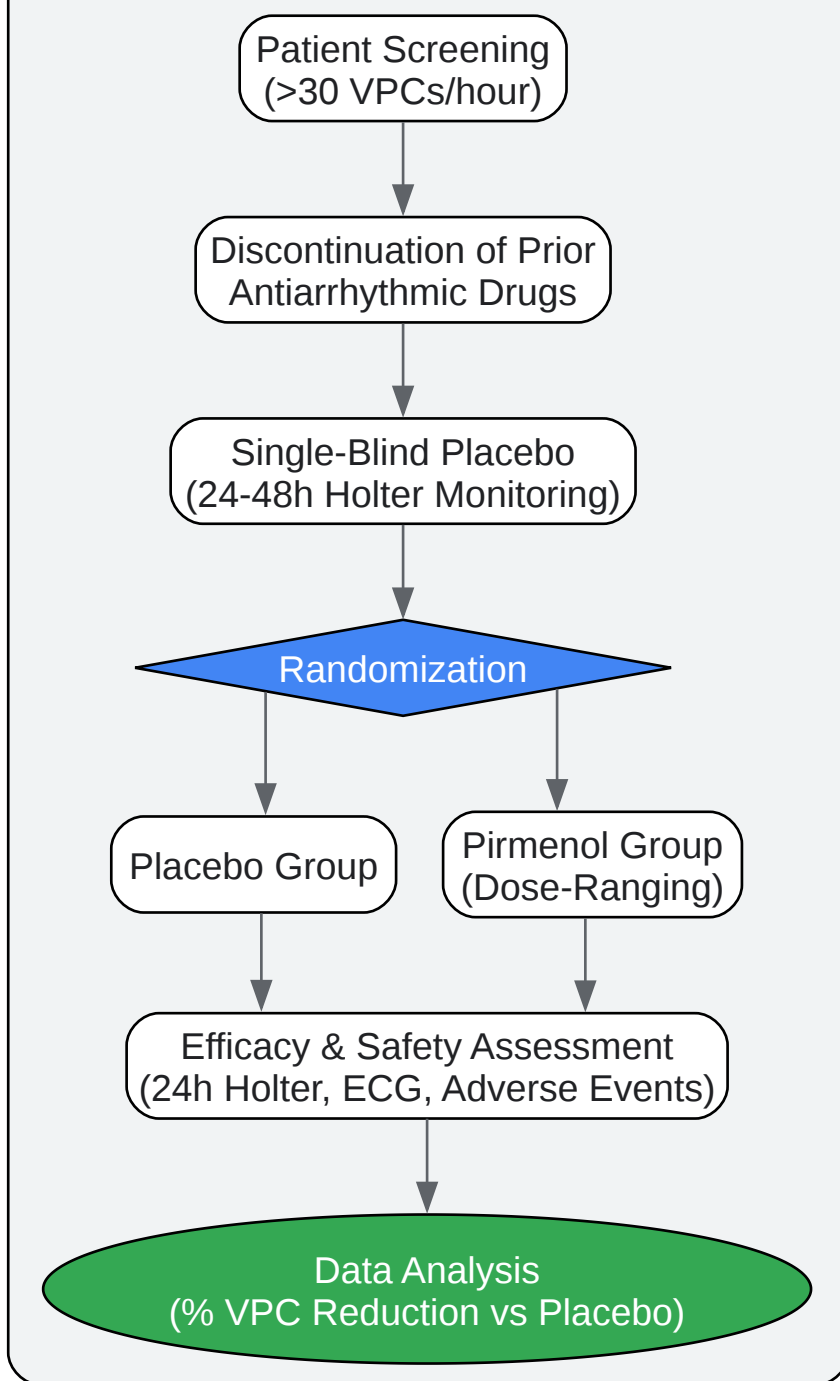 Patient Screening
(>30 VPCs/hour)
Discontinuation of Prior
Antiarrhythmic Drugs
Single-Blind Placebo
(24-48h Holter Monitoring)
Randomization
Placebo Group
Pirmenol Group
(Dose-Ranging)
Efficacy & Safety Assessment
(24h Holter, ECG, Adverse Events)
Data Analysis
(% VPC Reduction vs Placebo)